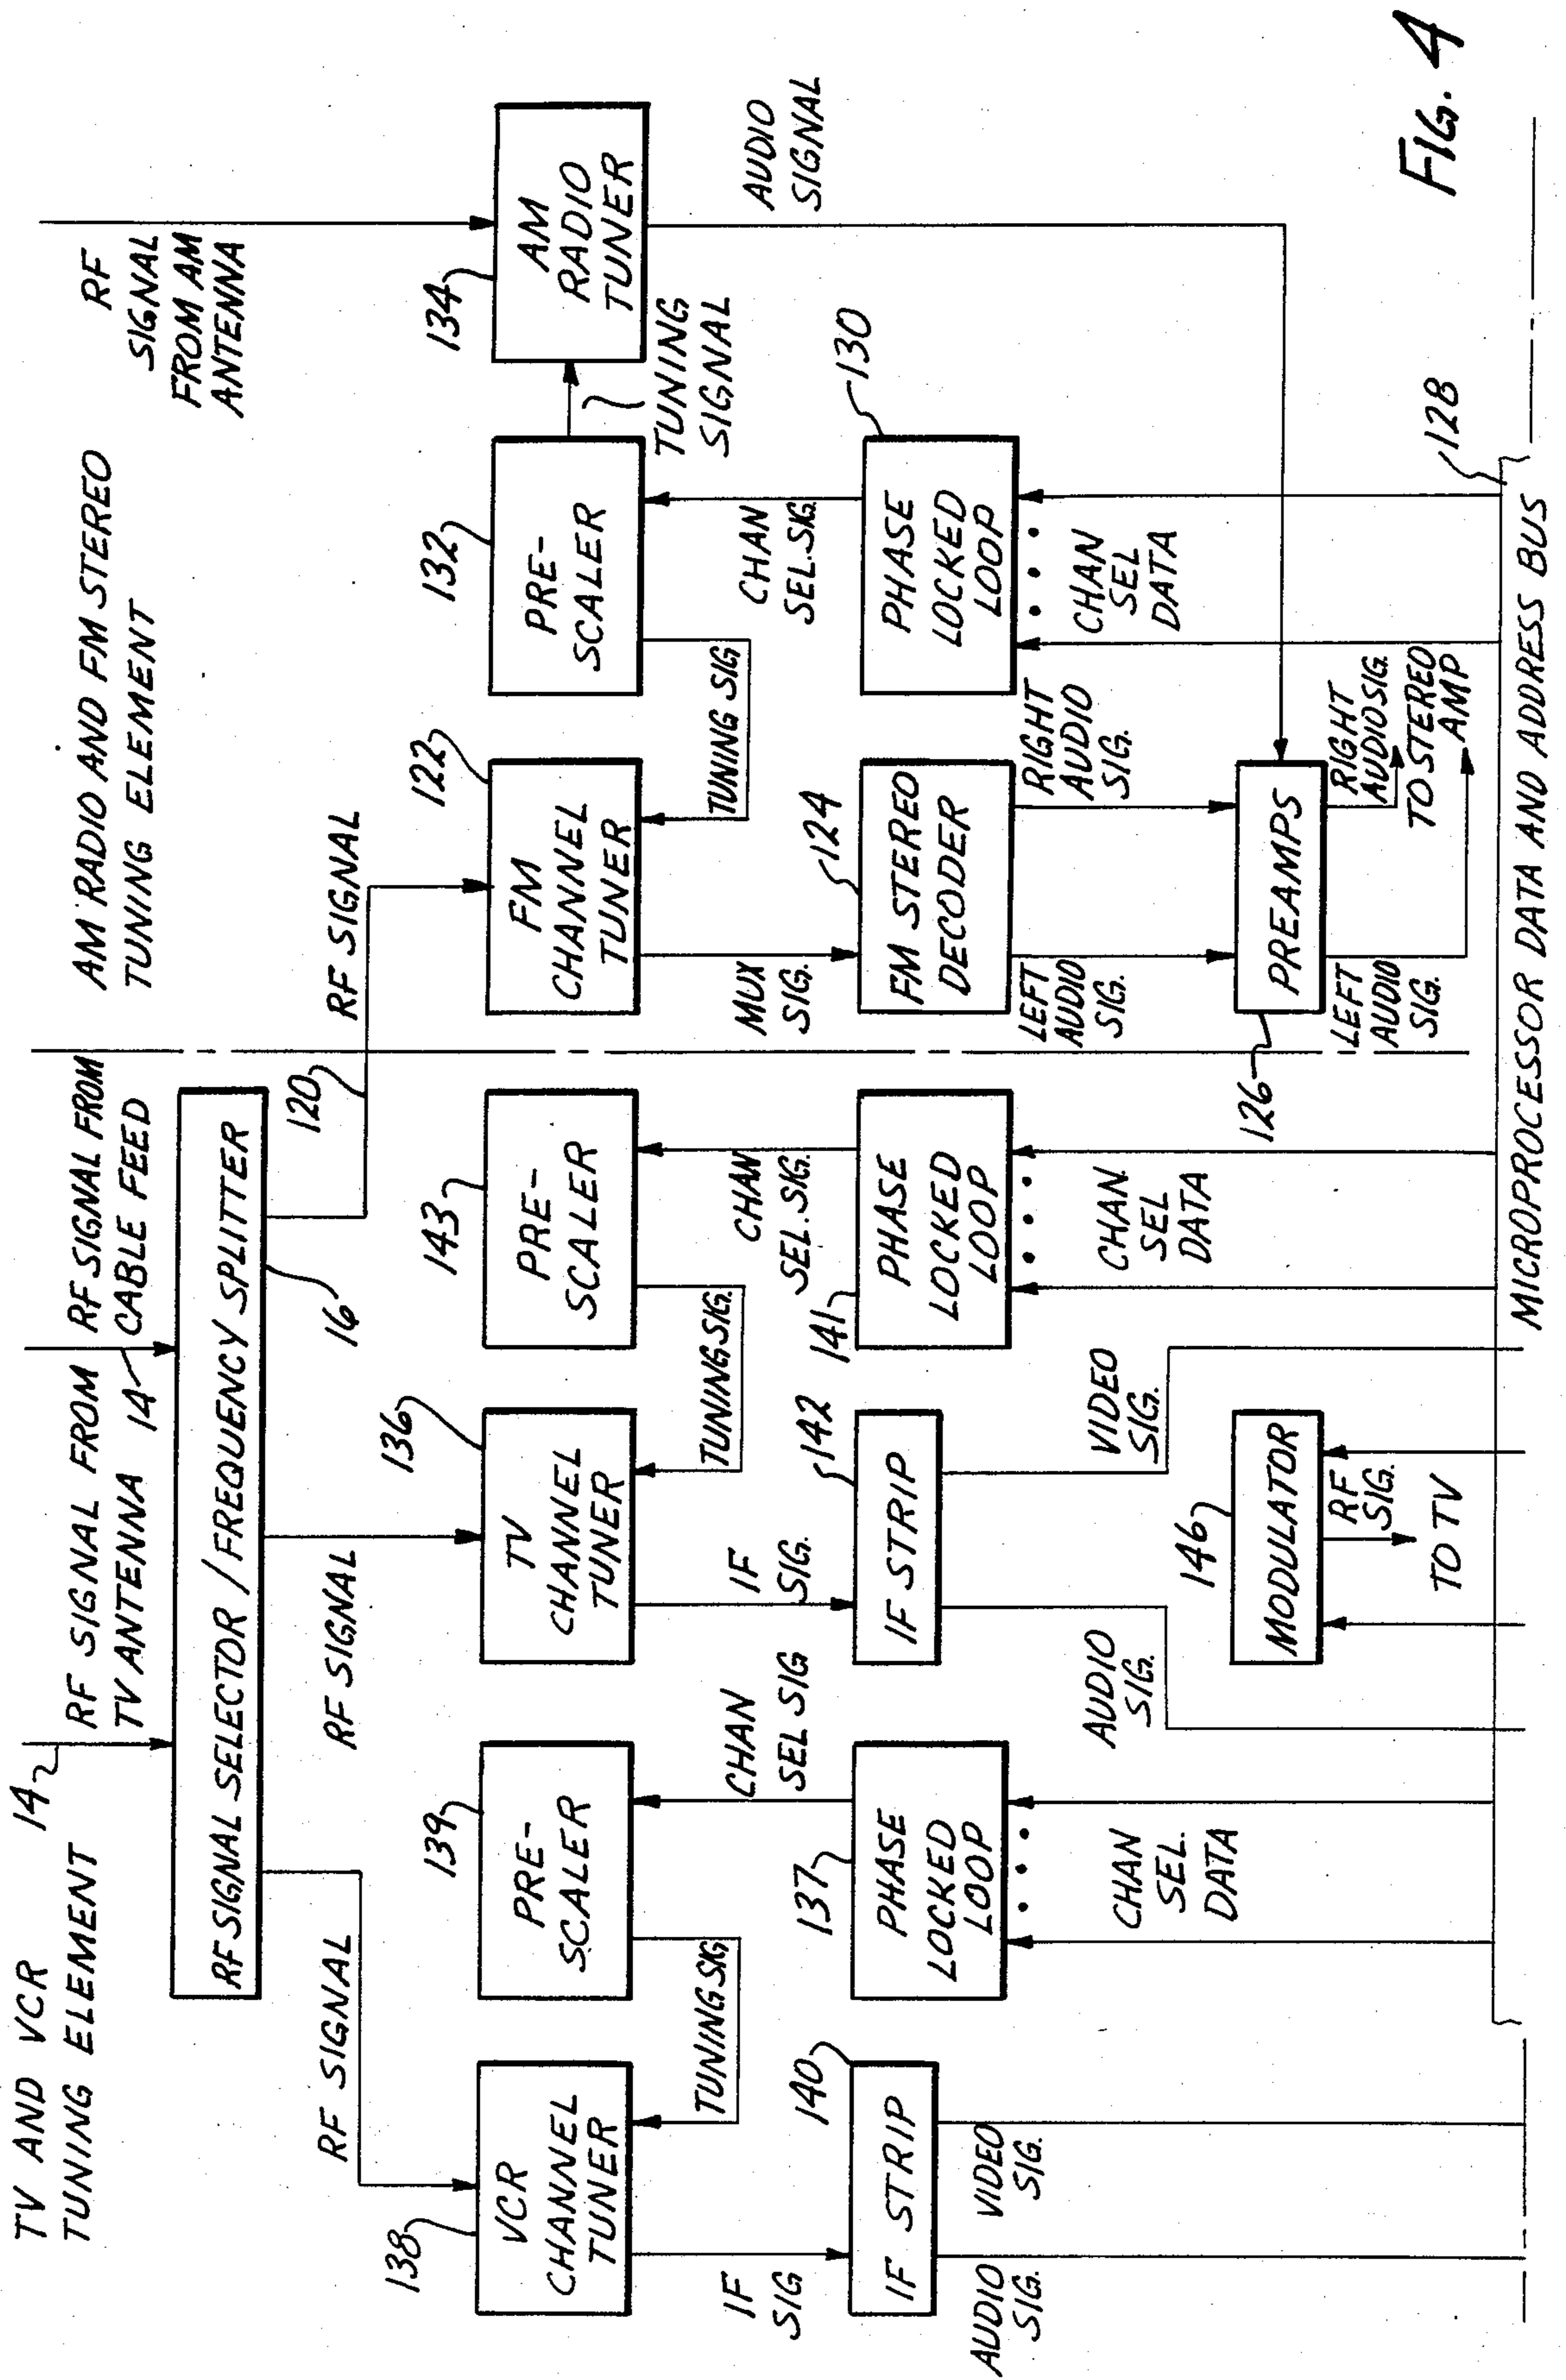 TV AND VCR
TUNING ELEMENT
14
RF SIGNAL FROM
TV ANTENNA
14
RF SIGNAL FROM
CABLE FEED
AM RADIO AND FM STEREO
TUNING ELEMENT
RF
SIGNAL
FROM AM
ANTENNA
RF SIGNAL SELECTOR / FREQUENCY SPLITTER
16
120
RF SIGNAL
RF SIGNAL
RF SIGNAL
138
VCR
CHANNEL
TUNER
139
PRE-
SCALER
136
TV
CHANNEL
TUNER
143
PRE-
SCALER
122
FM
CHANNEL
TUNER
132
PRE-
SCALER
134
AM
RADIO
TUNER
IF
SIG
TUNING SIG
CHAN
SEL SIG
IF
SIG.
TUNING SIG.
CHAN
SEL. SIG.
MUX
SIG.
TUNING SIG
CHAN
SEL. SIG.
TUNING
SIGNAL
AUDIO
SIGNAL
140
IF STRIP
137
PHASE
LOCKED
LOOP
142
IF STRIP
141
PHASE
LOCKED
LOOP
124
FM STEREO
DECODER
130
PHASE
LOCKED
LOOP
AUDIO
SIG.
VIDEO
SIG.
CHAN
SEL.
DATA
AUDIO
SIG.
VIDEO
SIG.
CHAN
SEL
DATA
LEFT
AUDIO
SIG.
RIGHT
AUDIO
SIG.
CHAN
SEL
DATA
146
MODULATOR
RF
SIG.
TO TV
126
PREAMPS
LEFT
AUDIO
SIG.
RIGHT
AUDIO SIG.
TO STEREO
AMP
128
MICROPROCESSOR DATA AND ADDRESS BUS
FIG. 4